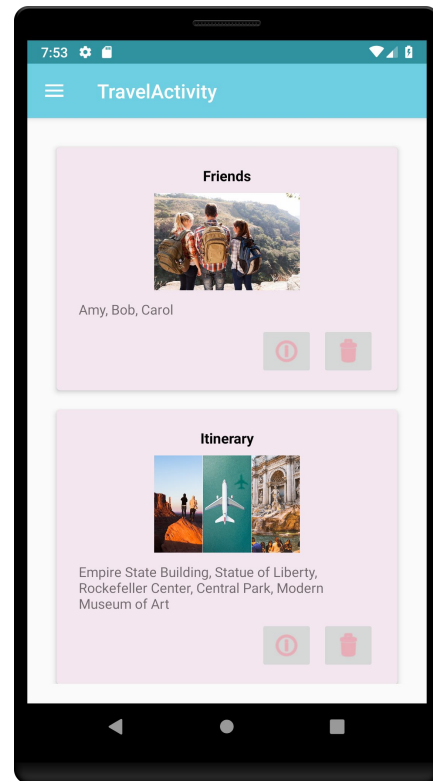 7:53
TravelActivity
Friends
Amy, Bob, Carol
Itinerary
Empire State Building, Statue of Liberty,
Rockefeller Center, Central Park, Modern
Museum of Art